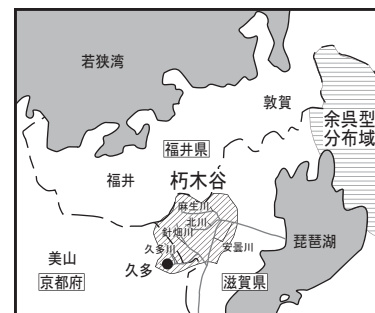 若狭湾
敦賀
余呉型
分布域
福井県
福井
朽木谷
麻生川
北川
針畑川
久多川
安曇川
琵琶湖
美山
久多
京都府
滋賀県